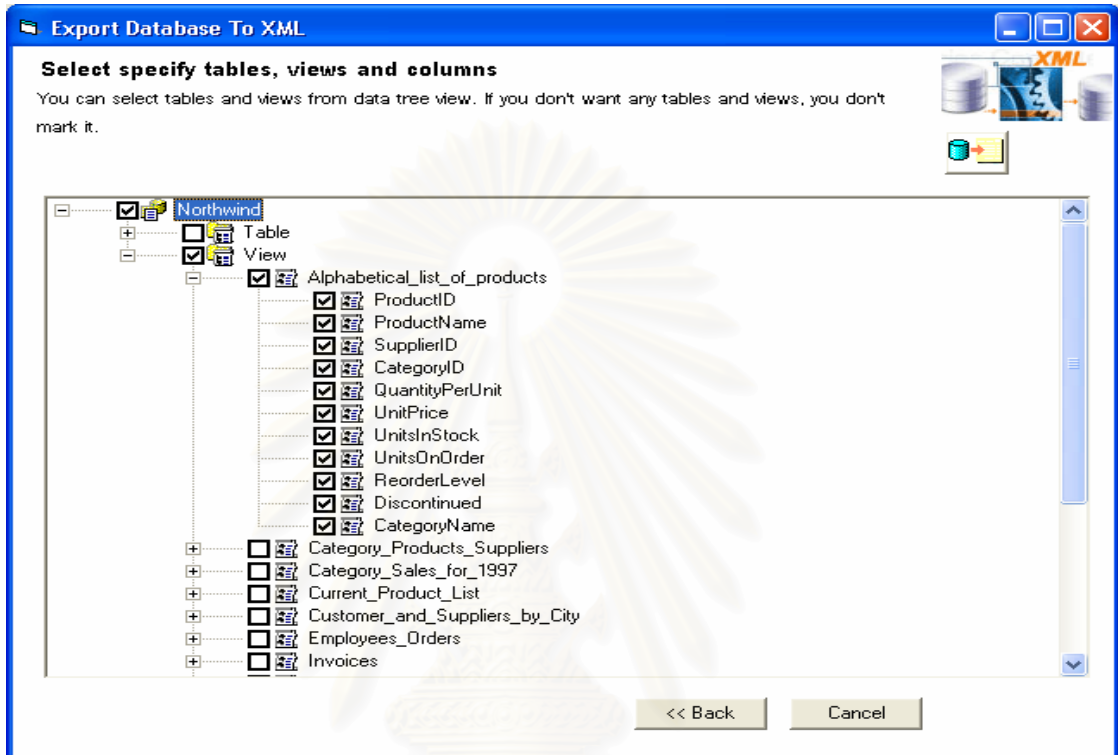 Export Database To XML
XML
Select specify tables, views and columns
You can select tables and views from data tree view. If you don't want any tables and views, you don't
mark it.
Northwind
Table
View
Alphabetical_list_of_products
ProductID
ProductName
SupplierID
CategoryID
QuantityPerUnit
UnitPrice
UnitsInStock
UnitsOnOrder
ReorderLevel
Discontinued
CategoryName
Category_Products_Suppliers
Category_Sales_for_1997
Current_Product_List
Customer_and_Suppliers_by_City
Employees_Orders
Invoices
<< Back
Cancel